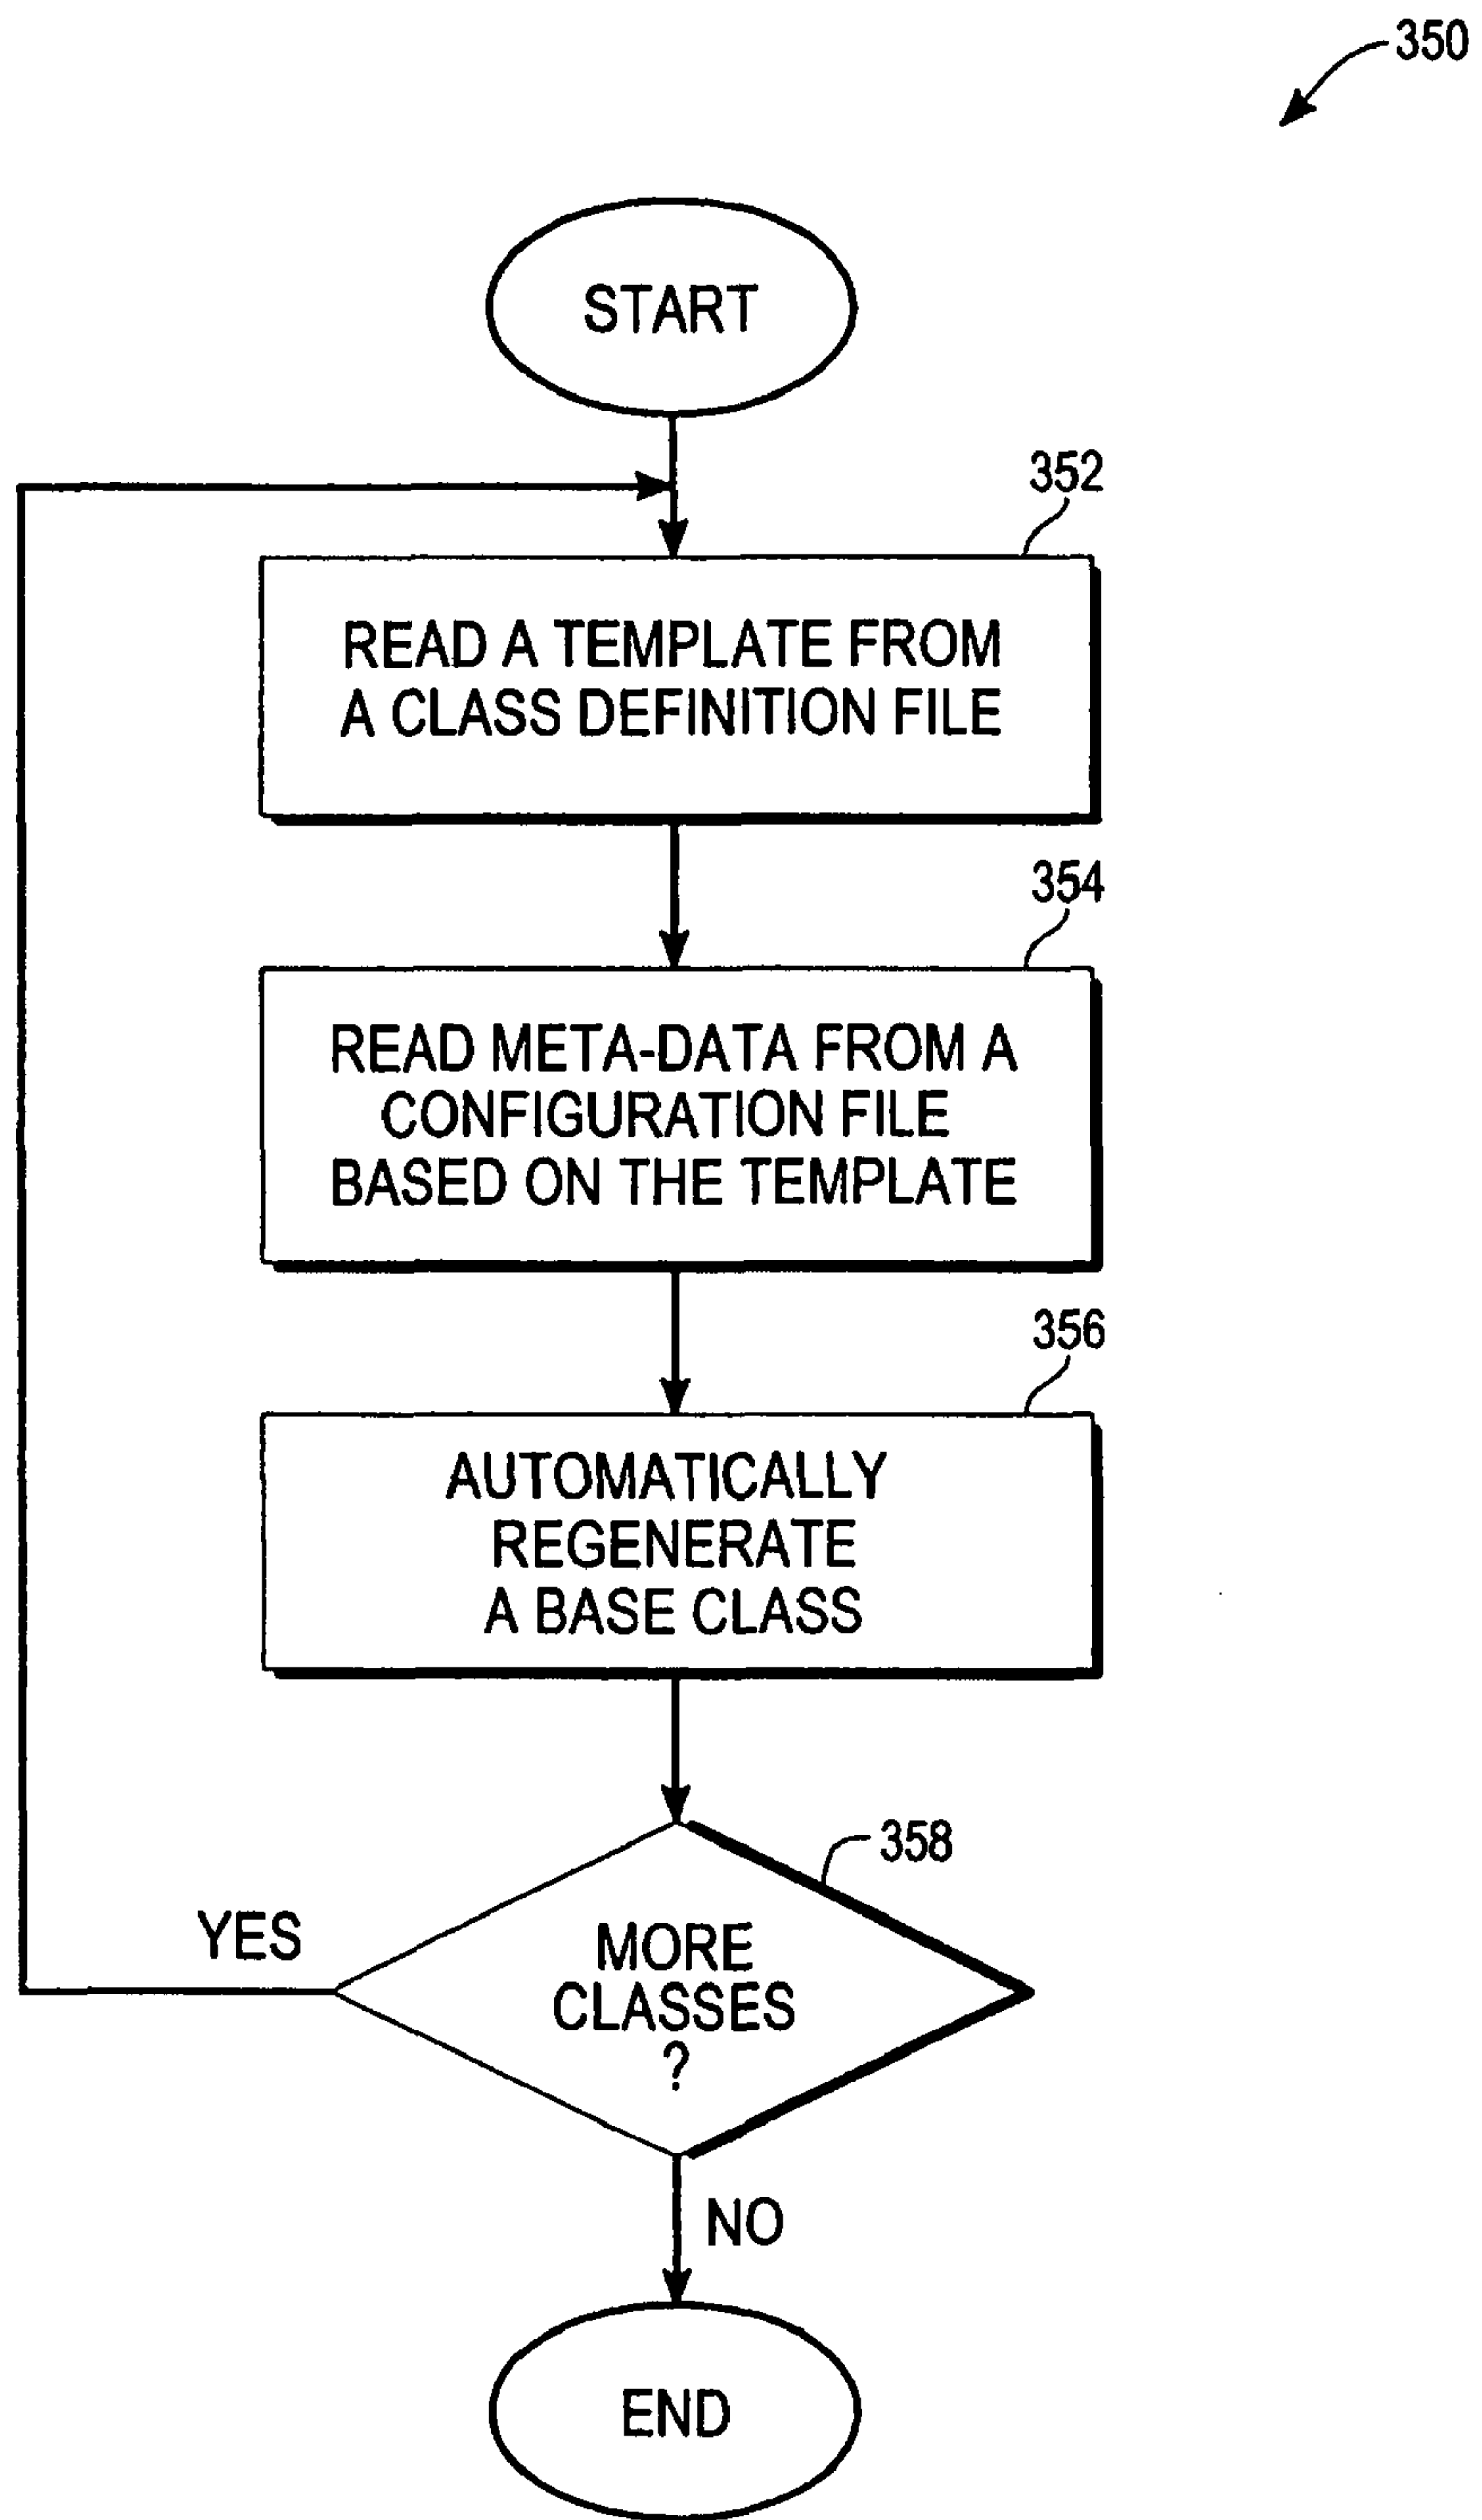 350
START
352
READ A TEMPLATE FROM
A CLASS DEFINITION FILE
354
READ META-DATA FROM A
CONFIGURATION FILE
BASED ON THE TEMPLATE
356
AUTOMATICALLY
REGENERATE
A BASE CLASS
358
YES
MORE
CLASSES
?
NO
END